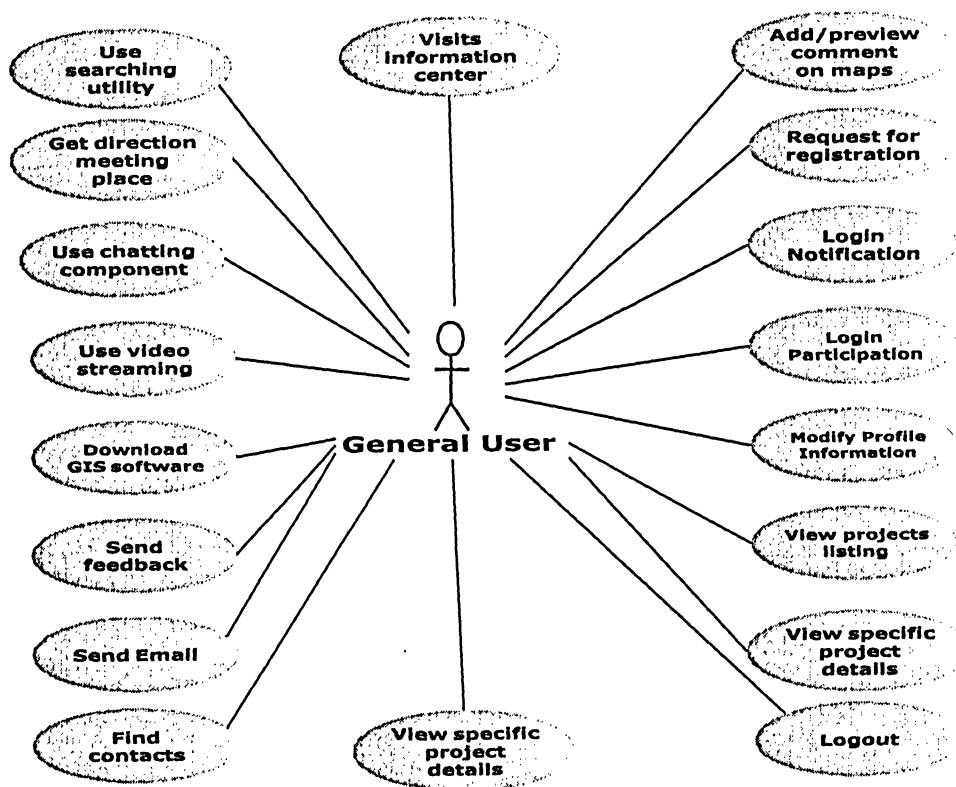 Use
searching
utility
Visits
information
center
Add/preview
comment
on maps
Get direction
meeting
place
Request for
registration
Use chatting
component
Login
Notification
Use video
streaming
Login
Participation
General User
Download
GIS software
Modify Profile
Information
Send
feedback
View projects
listing
Send Email
View specific
project
details
Find
contacts
View specific
project
details
Logout